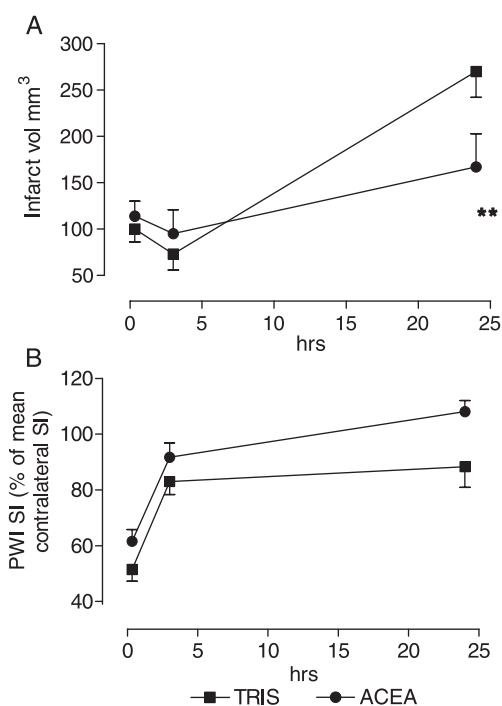 A
Infarct vol mm³
300
250
200
150
100
50
**
0 5 10 15 20 25
hrs
B
PWI SI (% of mean
contralateral SI)
120
100
80
60
40
0 5 10 15 20 25
hrs
TRIS ACEA